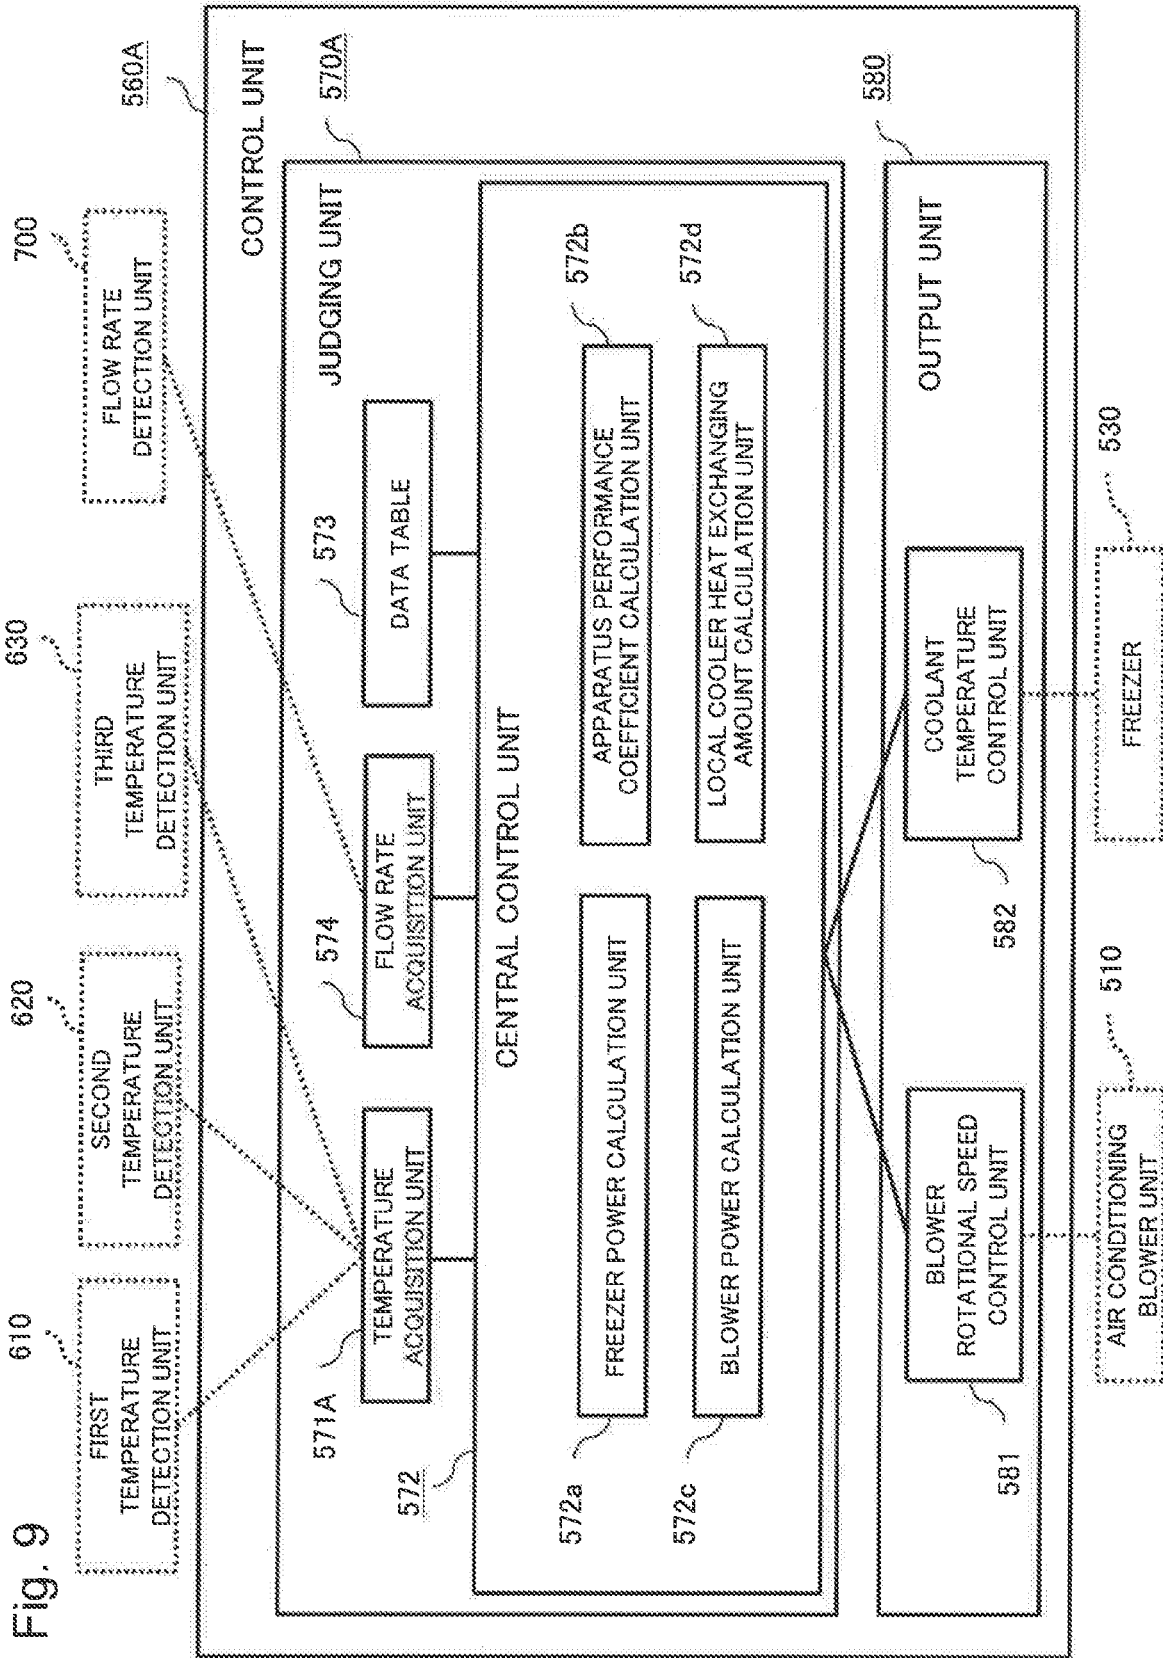 Fig. 9
610
620
630
700
FIRST
TEMPERATURE
DETECTION UNIT
SECOND
TEMPERATURE
DETECTION UNIT
THIRD
TEMPERATURE
DETECTION UNIT
FLOW RATE
DETECTION UNIT
560A
CONTROL UNIT
570A
JUDGING UNIT
571A
TEMPERATURE
ACQUISITION UNIT
574
FLOW RATE
ACQUISITION UNIT
573
DATA TABLE
572
CENTRAL CONTROL UNIT
572a
FREEZER POWER CALCULATION UNIT
572b
APPARATUS PERFORMANCE
COEFFICIENT CALCULATION UNIT
572c
BLOWER POWER CALCULATION UNIT
572d
LOCAL COOLER HEAT EXCHANGING
AMOUNT CALCULATION UNIT
580
OUTPUT UNIT
581
BLOWER
ROTATIONAL SPEED
CONTROL UNIT
582
COOLANT
TEMPERATURE
CONTROL UNIT
510
AIR CONDITIONING
BLOWER UNIT
530
FREEZER